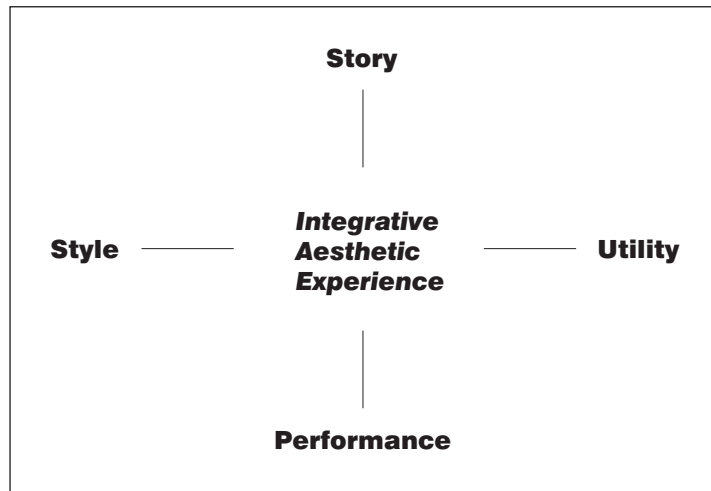 Story
Style
Integrative
Aesthetic
Experience
Utility
Performance